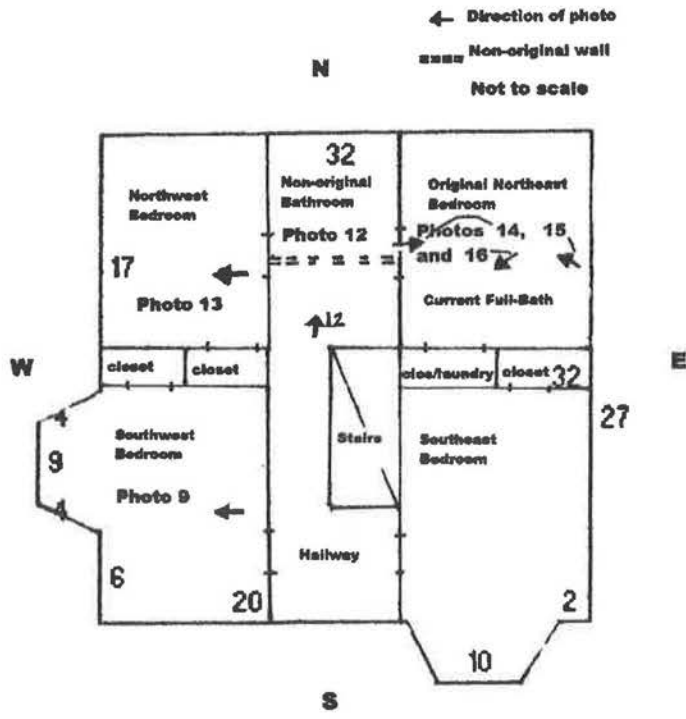 Direction of photo
Non-original wall
Not to scale
N
32
Northwest
Bedroom
Non-original
Bathroom
Original Northeast
Bedroom
Photo 12
Photos 14, 15
and 16
17
Photo 13
Current Full-Bath
12
W
E
closet
closet
clos/laundry
closet
32
27
4
9
4
Southwest
Bedroom
Stairs
Southeast
Bedroom
Photo 9
Hallway
6
20
2
10
S